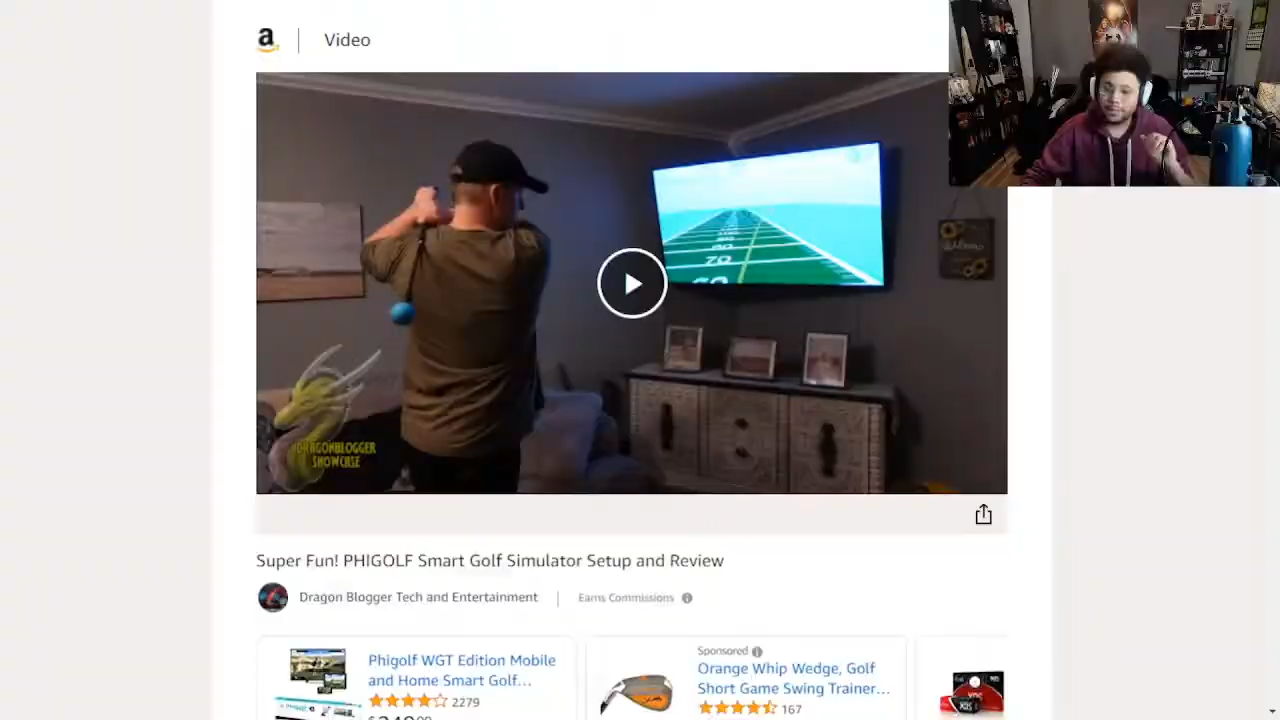 a
Video
70
DRAGONBLOGGER
SHOWCASE
Super Fun! PHIGOLF Smart Golf Simulator Setup and Review
Dragon Blogger Tech and Entertainment
Earns Commissions
Phigolf WGT Edition Mobile
and Home Smart Golf...
2279
Sponsored
Orange Whip Wedge, Golf
Short Game Swing Trainer...
167